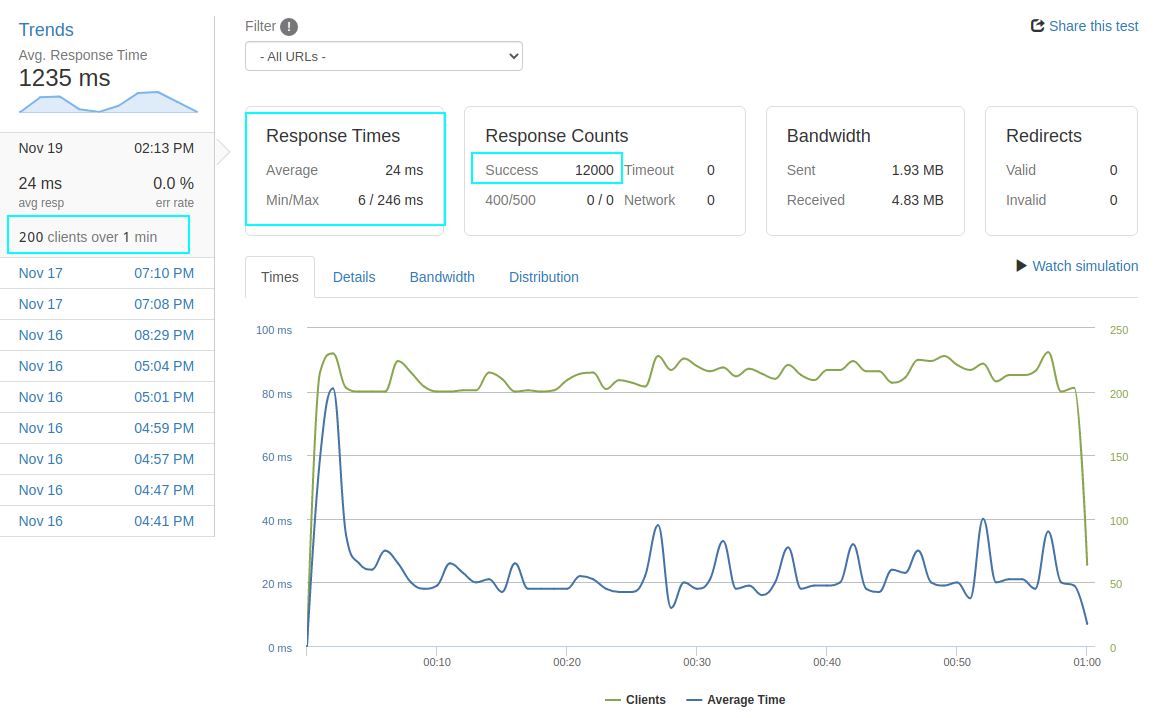 Trends
Avg. Response Time
1235 ms
Nov 19 02:13 PM
24 ms 0.0 %
avg resp err rate
200 clients over 1 min
Nov 17 07:10 PM
Nov 17 07:08 PM
Nov 16 08:29 PM
Nov 16 05:04 PM
Nov 16 05:01 PM
Nov 16 04:59 PM
Nov 16 04:57 PM
Nov 16 04:47 PM
Nov 16 04:41 PM
Filter !
- All URLs -
Share this test
Response Times
Average 24 ms
Min/Max 6 / 246 ms
Response Counts
Success 12000 Timeout 0
400/500 0 / 0 Network 0
Bandwidth
Sent 1.93 MB
Received 4.83 MB
Redirects
Valid 0
Invalid 0
Times Details Bandwidth Distribution
Watch simulation
100 ms 250
80 ms 200
60 ms 150
40 ms 100
20 ms 50
0 ms 0
00:10 00:20 00:30 00:40 00:50 01:00
Clients Average Time